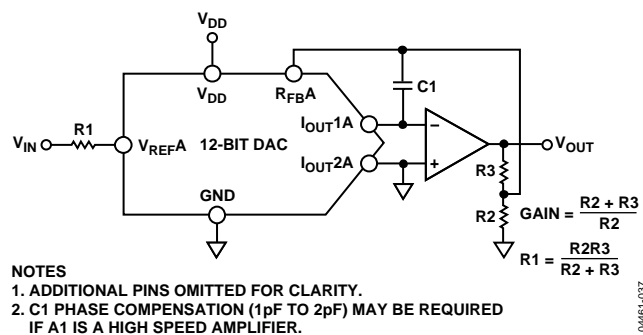 VDD
VDD
RFBA
C1
IOUT1A
R1
VIN
VREFA
12-BIT DAC
VOUT
IOUT2A
R3
GND
R2
GAIN = R2 + R3
R2
R1 = R2R3
R2 + R3
NOTES
1. ADDITIONAL PINS OMITTED FOR CLARITY.
2. C1 PHASE COMPENSATION (1pF TO 2pF) MAY BE REQUIRED
IF A1 IS A HIGH SPEED AMPLIFIER.
04461-037